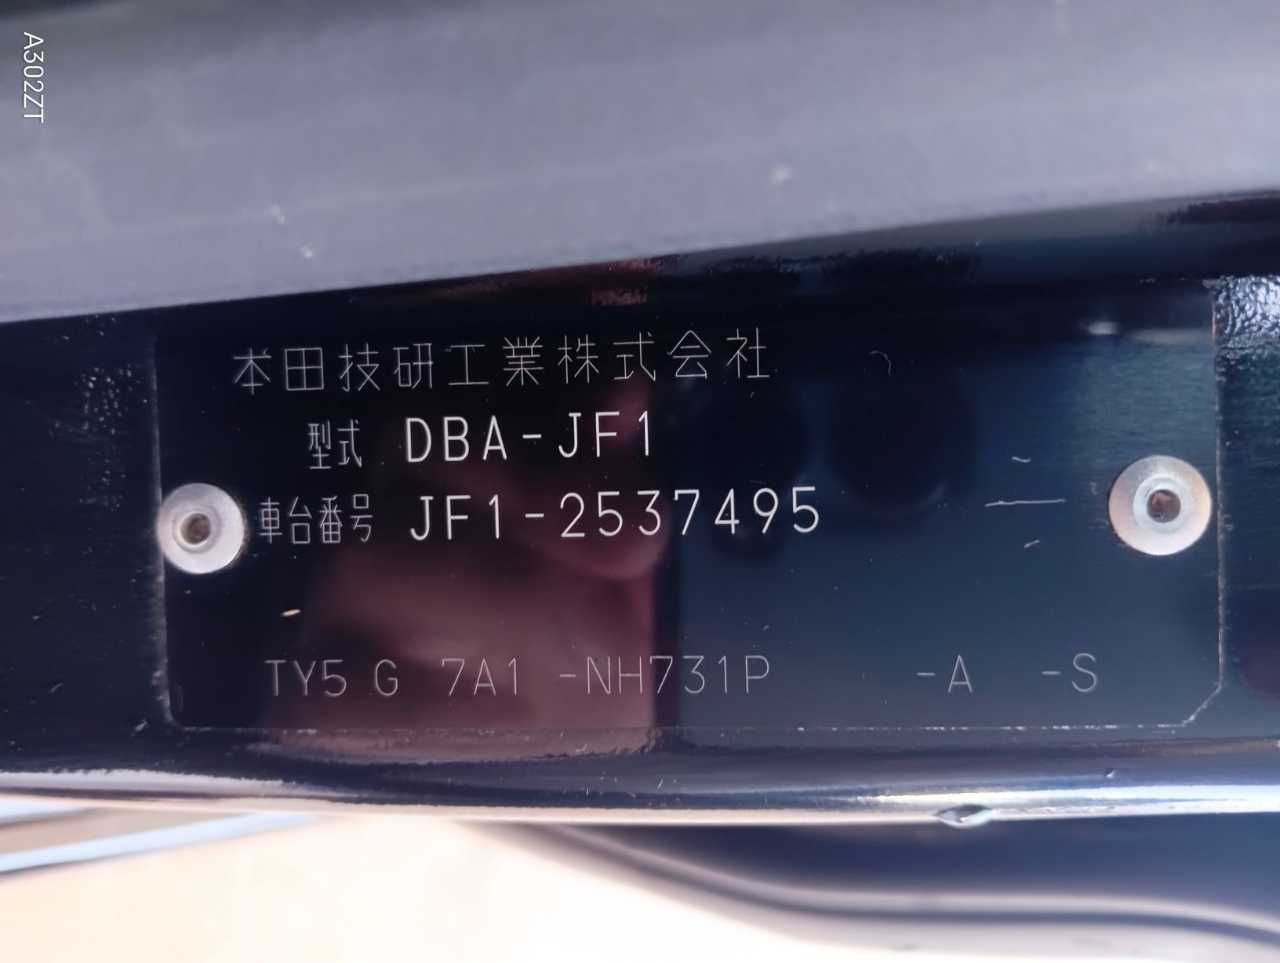 A302ZT
本田技研工業株式会社
型式 DBA-JF1
車台番号 JF1-2537495
TY5 G 7A1 -NH731P -A -S